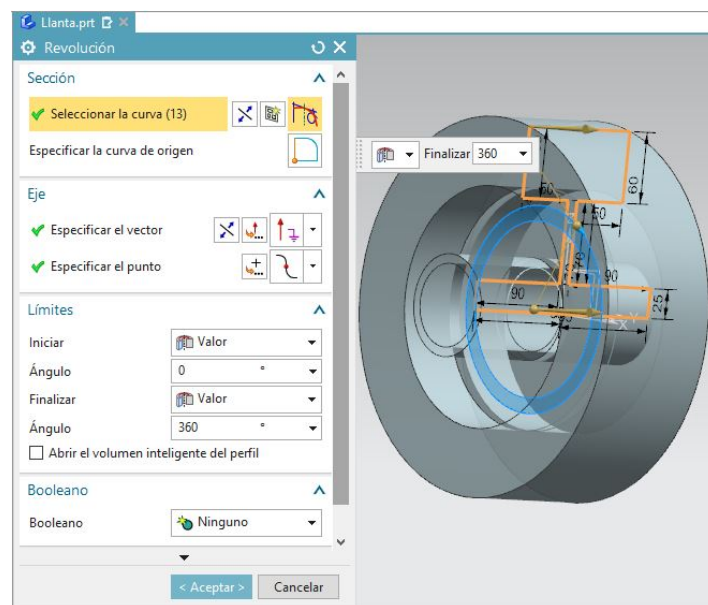 Llanta.prt
Revolución
Sección
Seleccionar la curva (13)
Especificar la curva de origen
Eje
Especificar el vector
Especificar el punto
Límites
Iniciar Valor
Ángulo 0 °
Finalizar Valor
Ángulo 360 °
Abrir el volumen inteligente del perfil
Booleano
Booleano Ninguno
< Aceptar > Cancelar
Finalizar 360
60
50
90
90
25
X